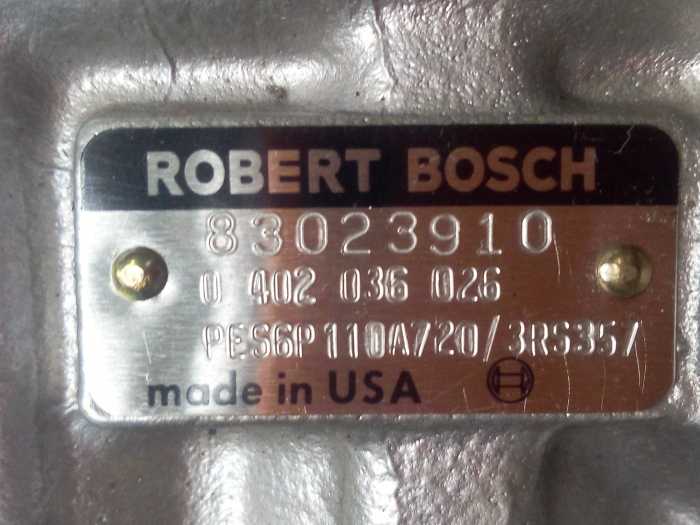 ROBERT BOSCH
83023910
0 402 036 026
PES6P110A720/3RS357
made in USA